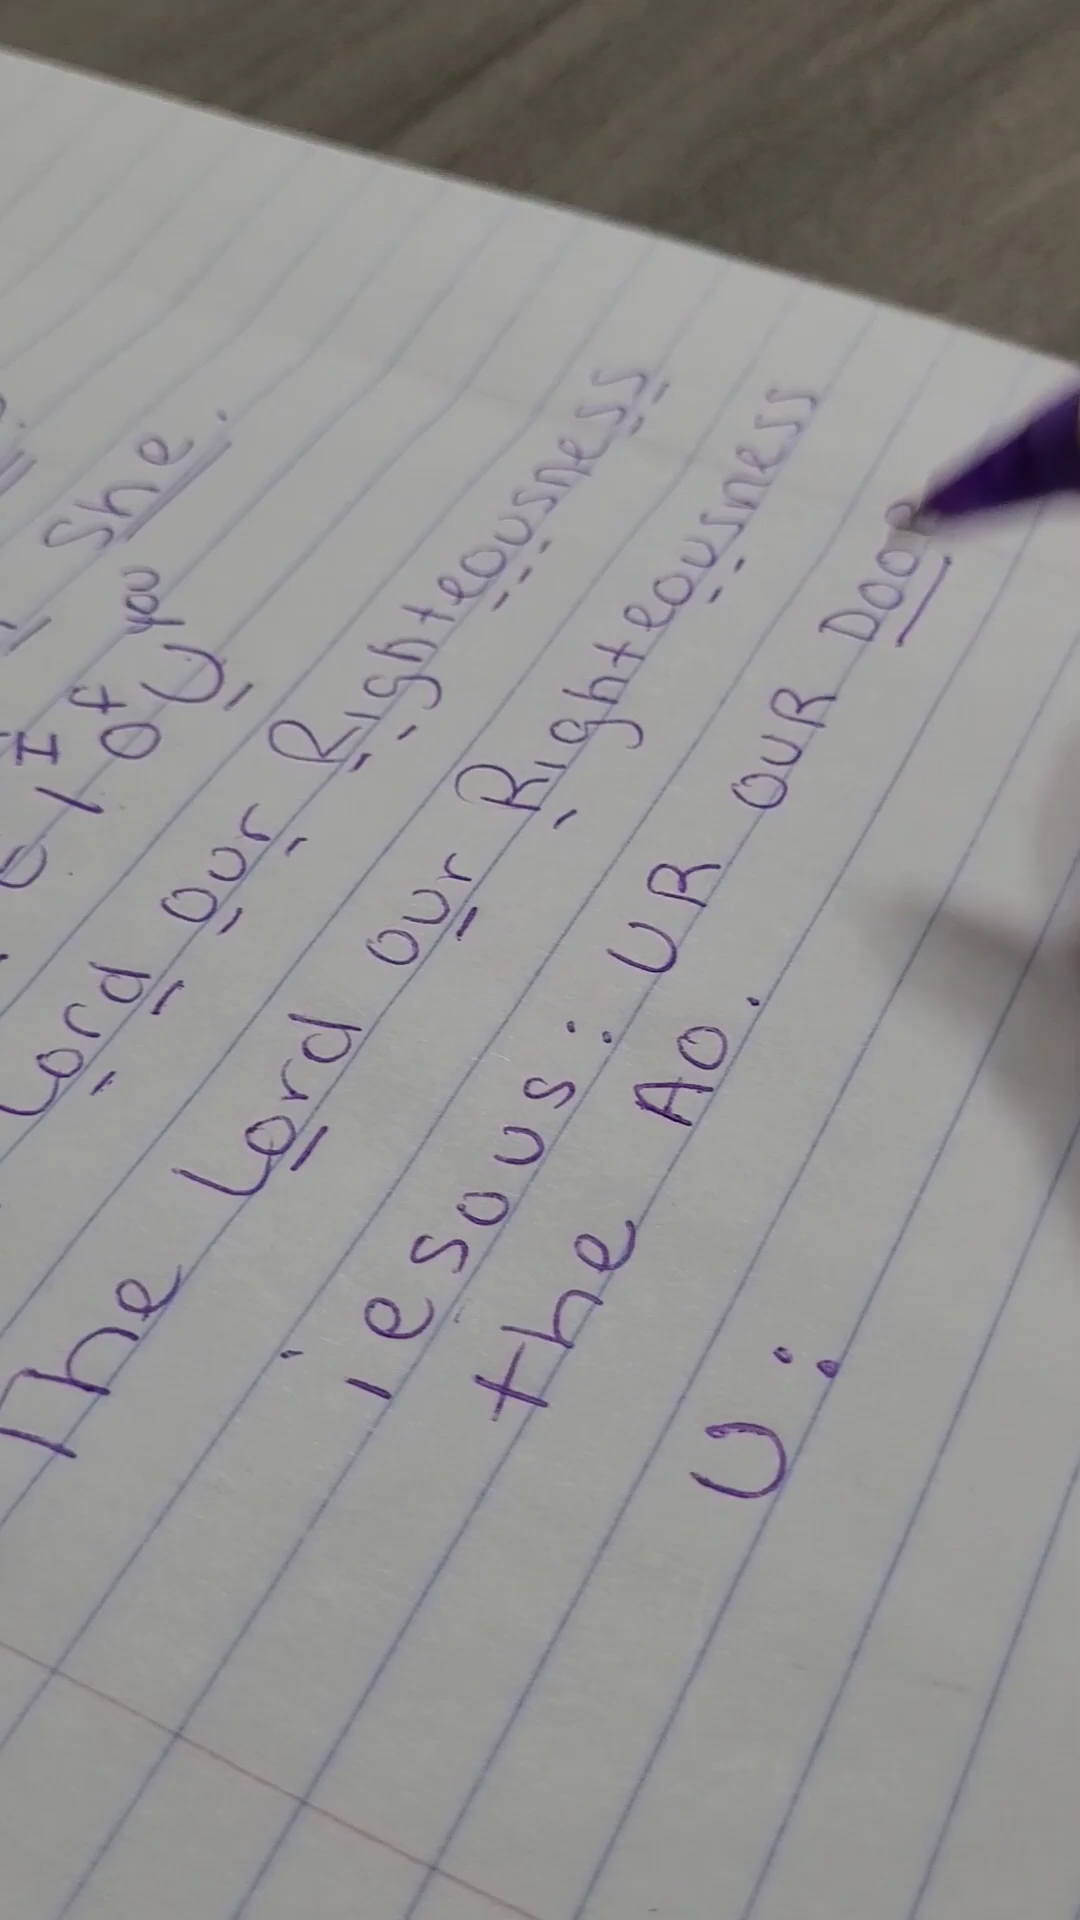 I she.
I of U you
Lord our Righteousness
The Lord our Righteousness
iesous: UR OUR DOOR
the AO.
U: